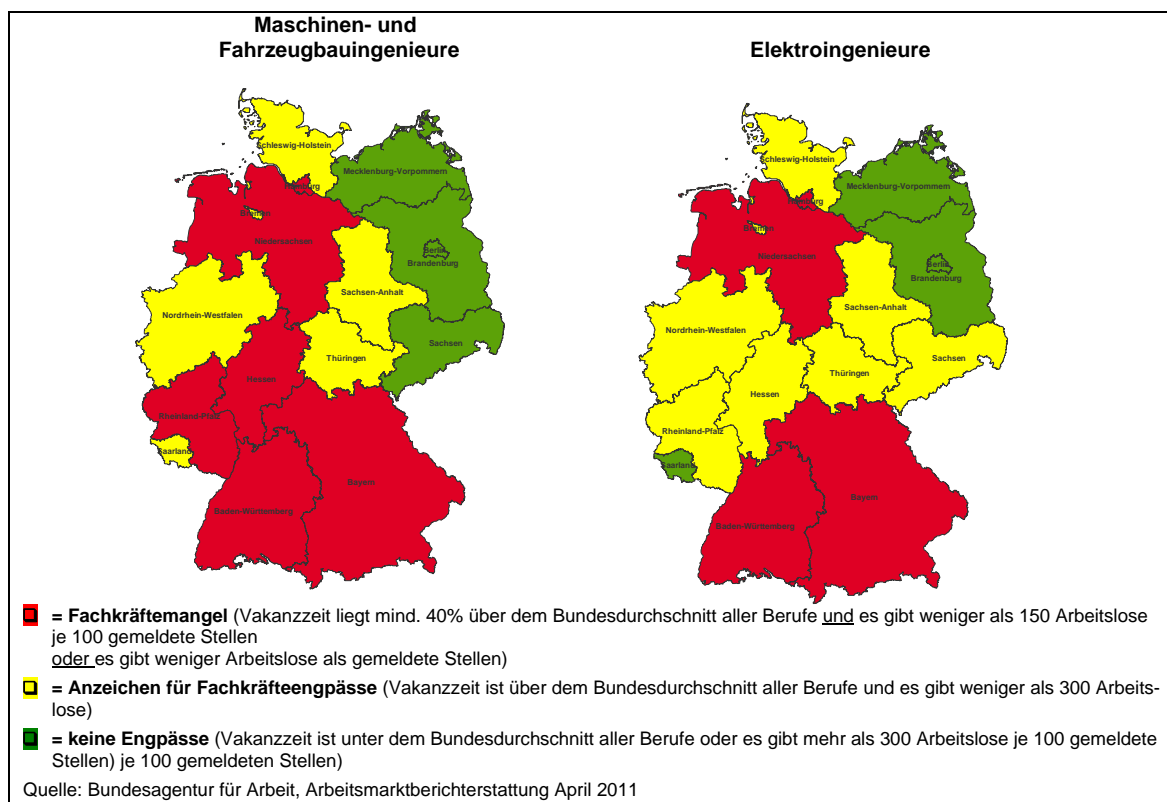 Maschinen- und
Fahrzeugbauingenieure
Elektroingenieure
Schleswig-Holstein
Mecklenburg-Vorpommern
Hamburg
Bremen
Niedersachsen
Berlin
Brandenburg
Sachsen-Anhalt
Nordrhein-Westfalen
Sachsen
Thüringen
Hessen
Rheinland-Pfalz
Saarland
Bayern
Baden-Württemberg
Schleswig-Holstein
Mecklenburg-Vorpommern
Hamburg
Bremen
Niedersachsen
Berlin
Brandenburg
Sachsen-Anhalt
Nordrhein-Westfalen
Sachsen
Thüringen
Hessen
Rheinland-Pfalz
Saarland
Bayern
Baden-Württemberg
= Fachkräftemangel (Vakanzzeit liegt mind. 40% über dem Bundesdurchschnitt aller Berufe und es gibt weniger als 150 Arbeitslose
je 100 gemeldete Stellen
oder es gibt weniger Arbeitslose als gemeldete Stellen)
= Anzeichen für Fachkräfteengpässe (Vakanzzeit ist über dem Bundesdurchschnitt aller Berufe und es gibt weniger als 300 Arbeits-
lose)
= keine Engpässe (Vakanzzeit ist unter dem Bundesdurchschnitt aller Berufe oder es gibt mehr als 300 Arbeitslose je 100 gemeldete
Stellen) je 100 gemeldeten Stellen)
Quelle: Bundesagentur für Arbeit, Arbeitsmarktberichterstattung April 2011